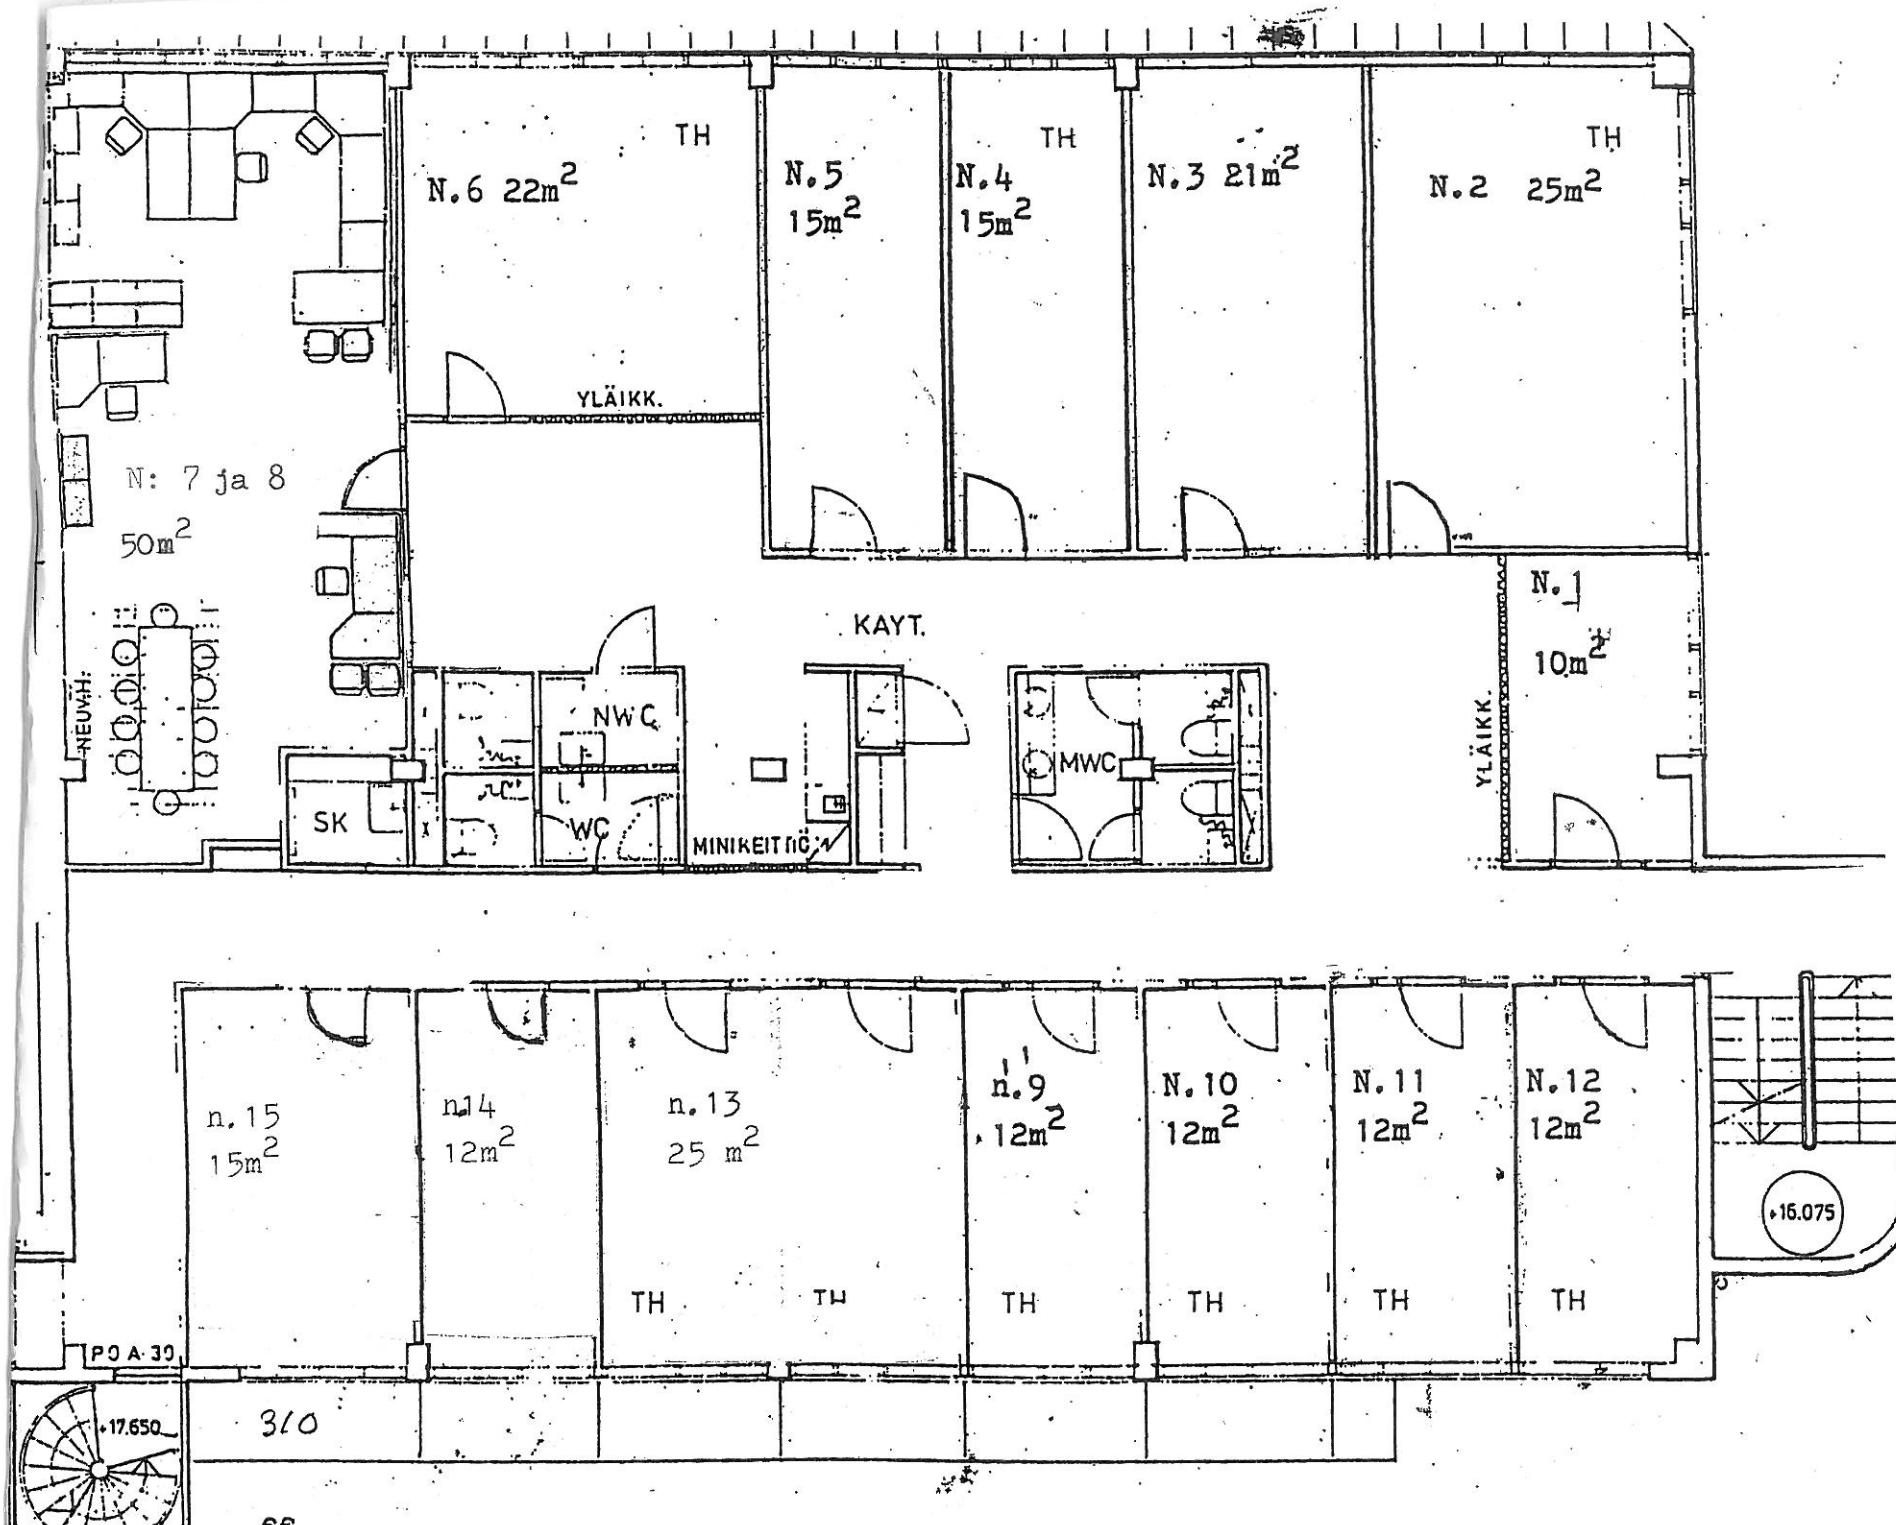 TH
TH
TH
N.6 22m²
N.5
15m²
N.4
15m²
N.3 21m²
N.2 25m²
YLÄIKK.
N: 7 ja 8
50m²
N.1
10m²
KAYT.
NEUV.H.
NWC
MWC
YLÄIKK.
SK
WC
MINIKEITTIÖ
n.15
15m²
n.14
12m²
n.13
25 m²
n.9
12m²
N.10
12m²
N.11
12m²
N.12
12m²
+16.075
TH
TH
TH
TH
TH
TH
PO A-30
+17.650
310